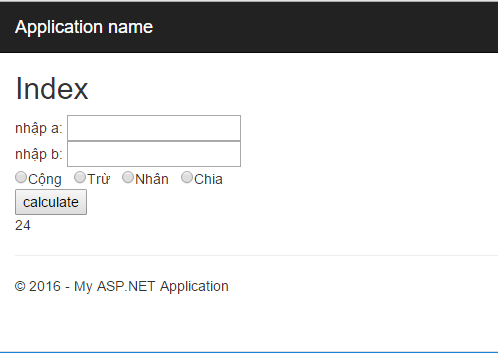 Application name
Index
nhập a:
nhập b:
Cộng Trừ Nhân Chia
calculate
24
© 2016 - My ASP.NET Application